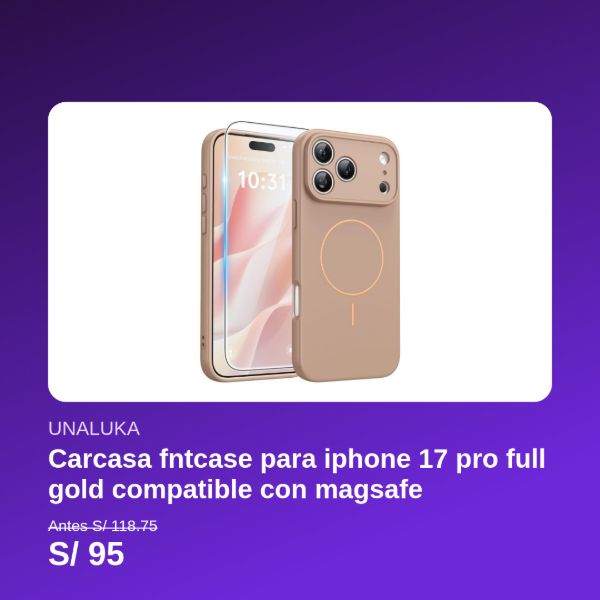 10:31
UNALUKA
Carcasa fntcase para iphone 17 pro full
gold compatible con magsafe
Antes S/ 118.75
S/ 95